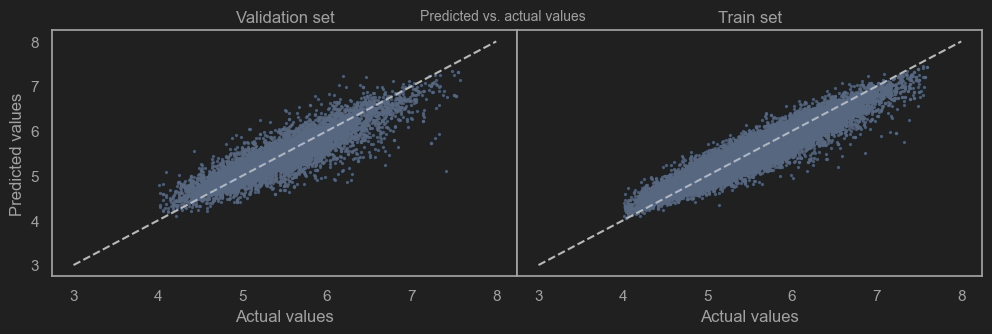 Predicted vs. actual values
Validation set
Train set
Predicted values
8
7
6
5
4
3
3 4 5 6 7 8
3 4 5 6 7 8
Actual values
Actual values